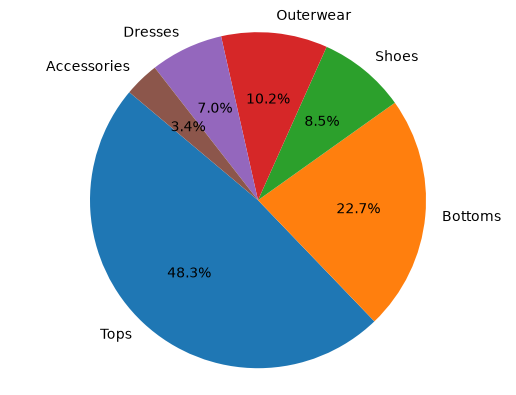 Outerwear
Dresses
Shoes
Accessories
10.2%
7.0%
8.5%
3.4%
22.7%
Bottoms
48.3%
Tops